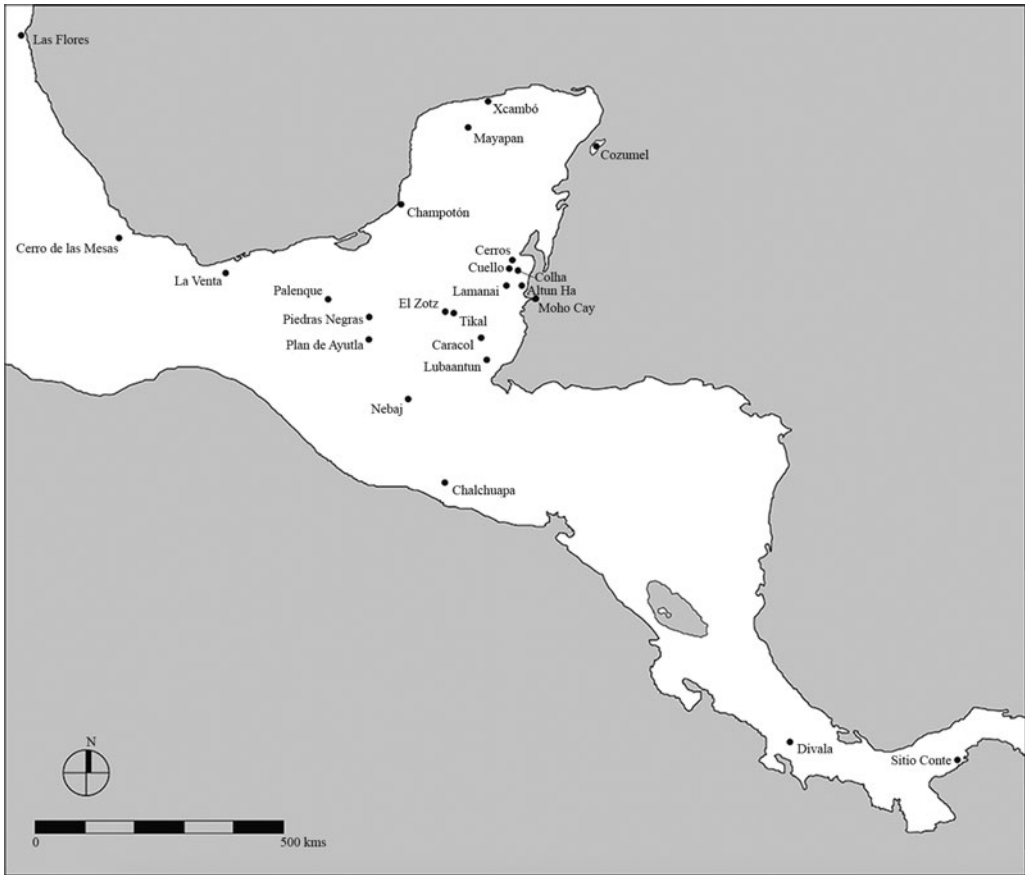 Las Flores
Xcambó
Mayapan
Cozumel
Champotón
Cerro de las Mesas
Cerros
Cuello
Colha
La Venta
Lamanai
Altun Ha
Palenque
Moho Cay
El Zotz
Piedras Negras
Tikal
Plan de Ayutla
Caracol
Lubaantun
Nebaj
Chalchuapa
N
Divala
Sitio Conte
0
500 kms